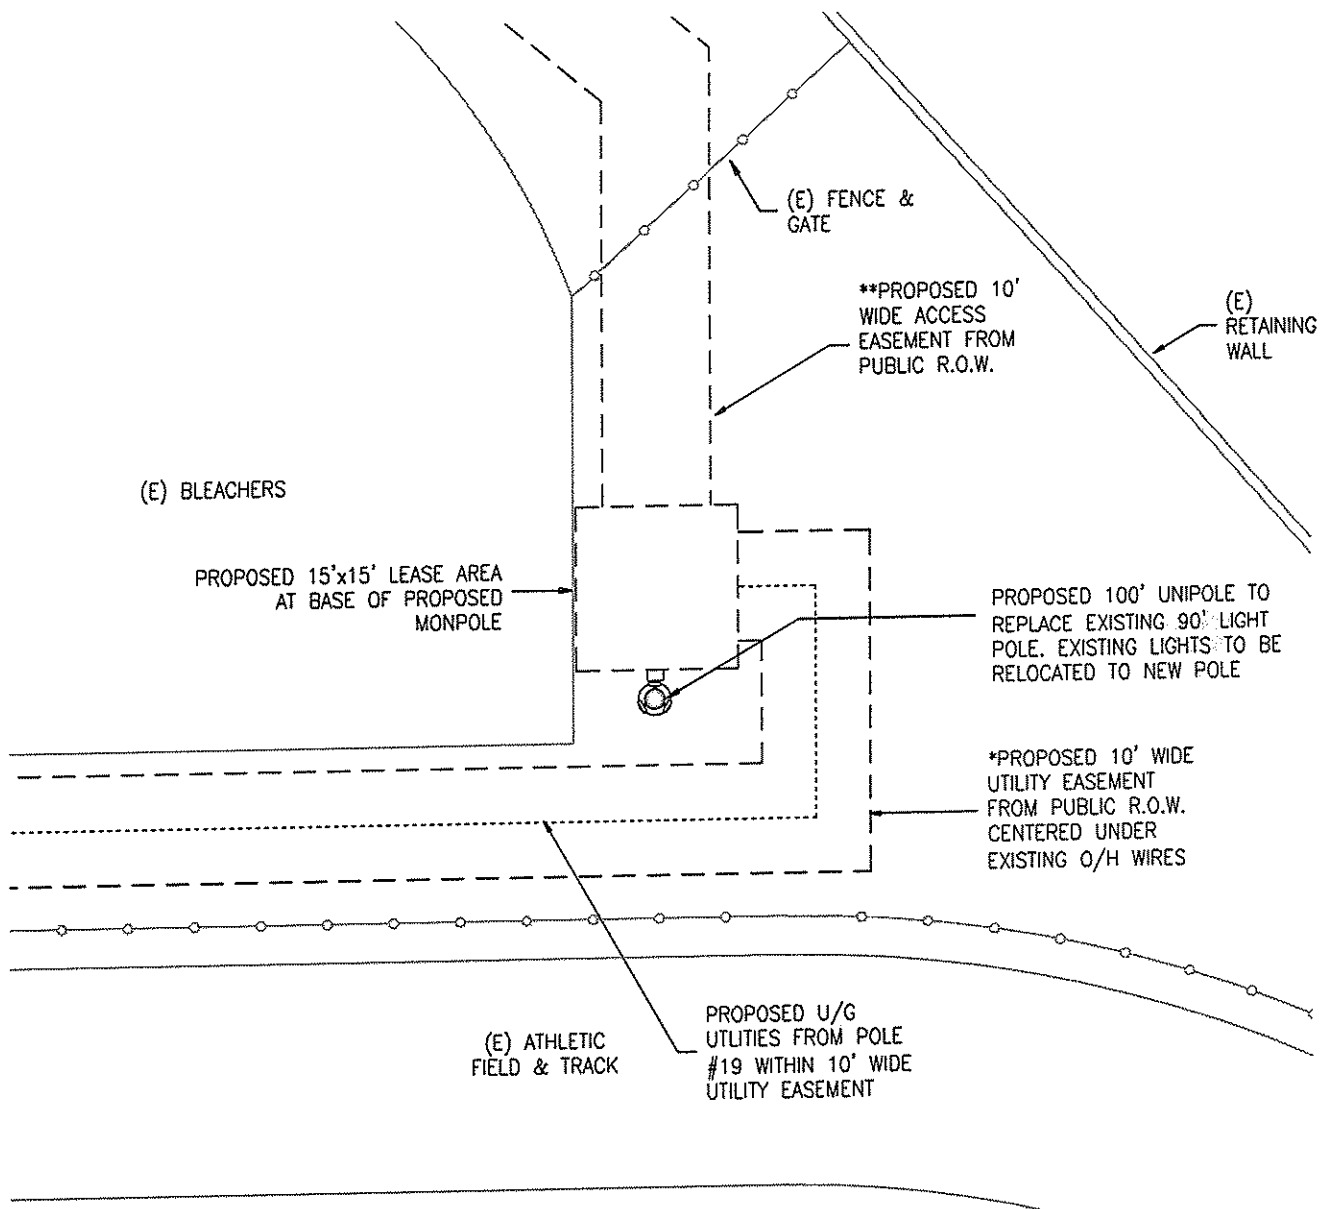 (E) FENCE &
GATE
**PROPOSED 10'
WIDE ACCESS
EASEMENT FROM
PUBLIC R.O.W.
(E)
RETAINING
WALL
(E) BLEACHERS
PROPOSED 15'x15' LEASE AREA
AT BASE OF PROPOSED
MONPOLE
PROPOSED 100' UNIPOLE TO
REPLACE EXISTING 90' LIGHT
POLE. EXISTING LIGHTS TO BE
RELOCATED TO NEW POLE
*PROPOSED 10' WIDE
UTILITY EASEMENT
FROM PUBLIC R.O.W.
CENTERED UNDER
EXISTING O/H WIRES
(E) ATHLETIC
FIELD & TRACK
PROPOSED U/G
UTLITIES FROM POLE
#19 WITHIN 10' WIDE
UTILITY EASEMENT